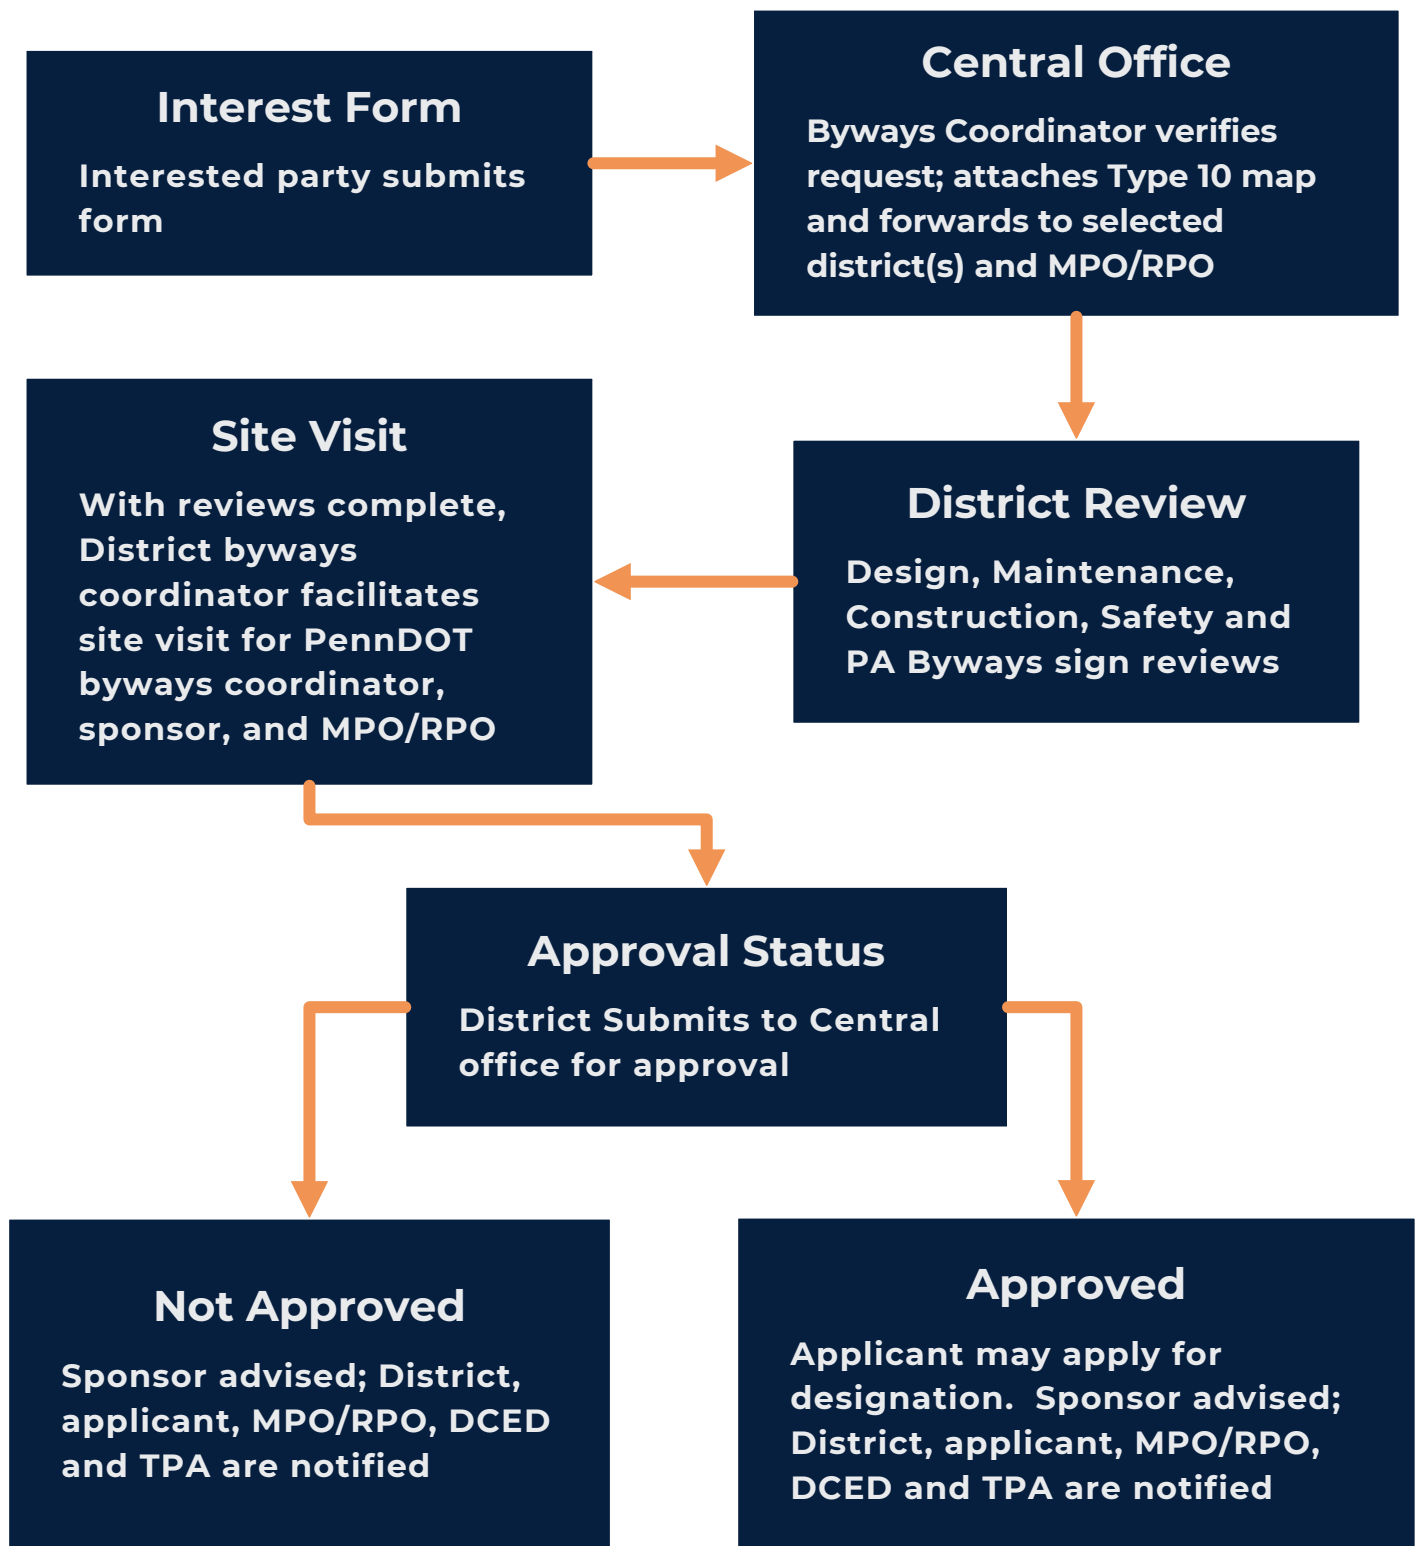 Interest Form
Interested party submits
form
Central Office
Byways Coordinator verifies
request; attaches Type 10 map
and forwards to selected
district(s) and MPO/RPO
District Review
Design, Maintenance,
Construction, Safety and
PA Byways sign reviews
Site Visit
With reviews complete,
District byways
coordinator facilitates
site visit for PennDOT
byways coordinator,
sponsor, and MPO/RPO
Approval Status
District Submits to Central
office for approval
Not Approved
Sponsor advised; District,
applicant, MPO/RPO, DCED
and TPA are notified
Approved
Applicant may apply for
designation.  Sponsor advised;
District, applicant, MPO/RPO,
DCED and TPA are notified